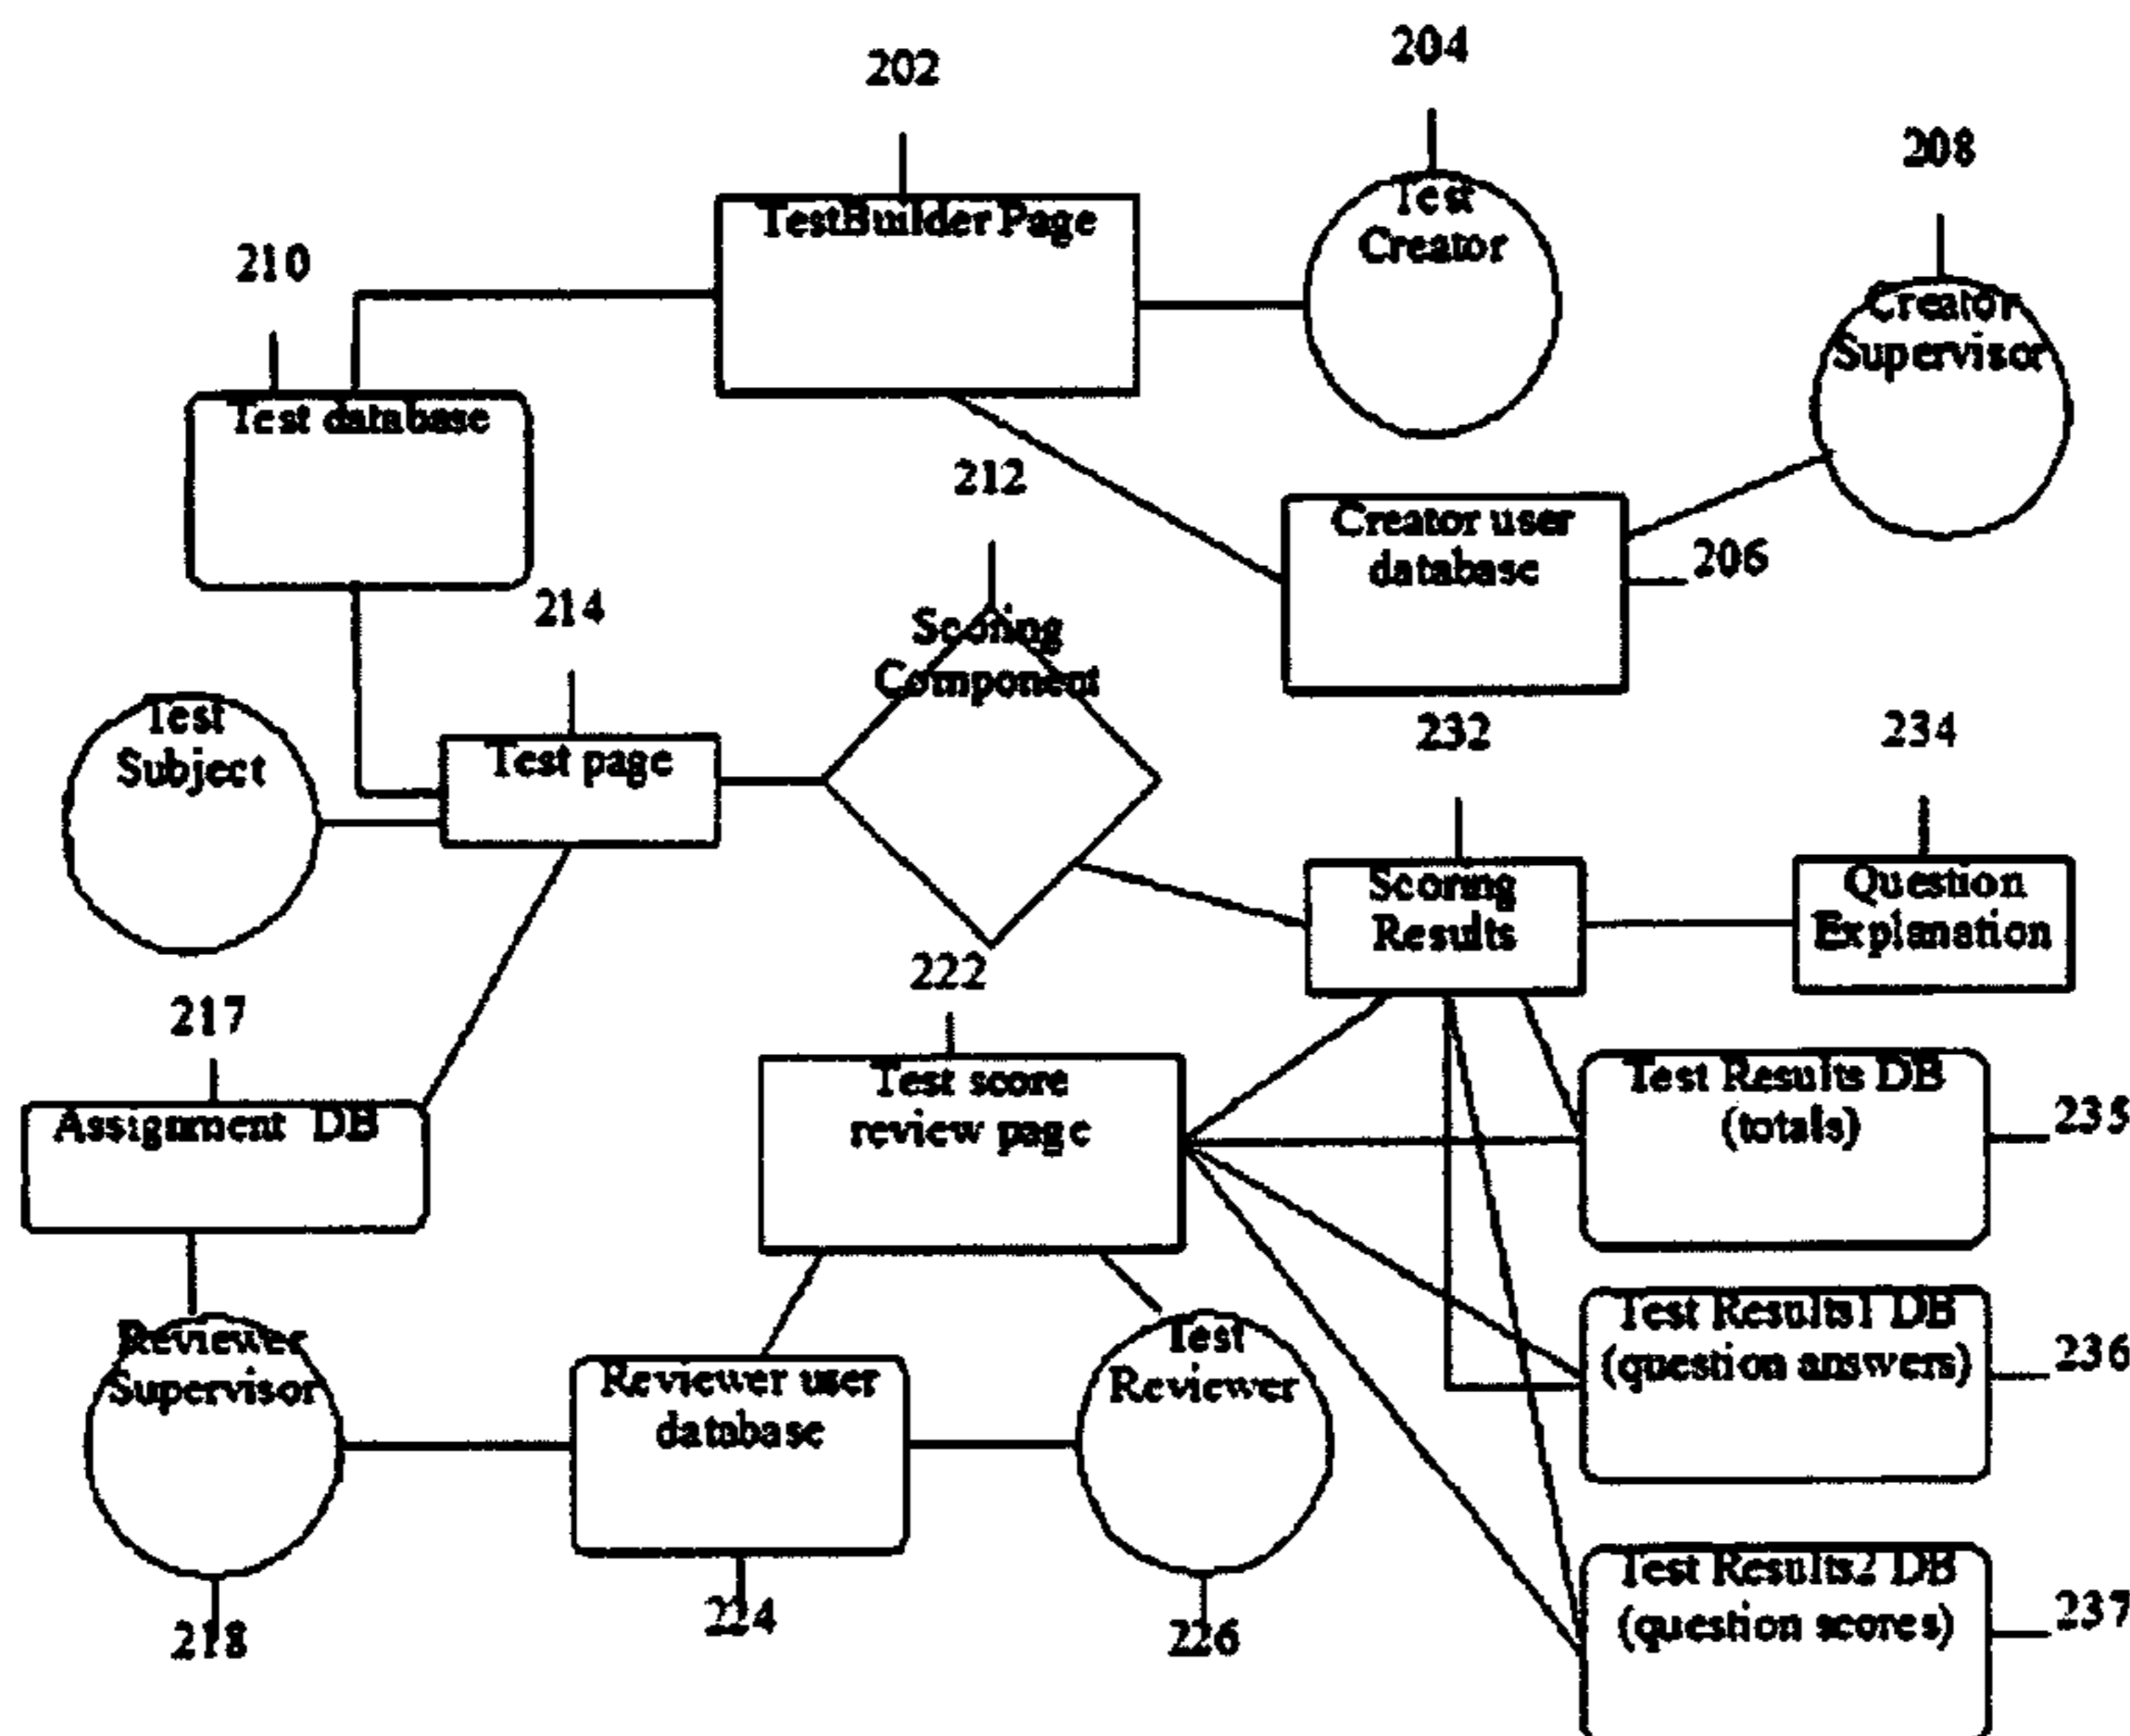 202
204
208
TestBuilder Page
Test
Creator
210
Creator
Supervisor
Test database
212
Creator user
database
206
214
Scoring
Component
232
234
Test
Subject
Test page
Scoring
Results
Question
Explanation
222
217
Test score
review page
Test Results DB
(totals)
235
Assignment DB
Test Results1 DB
(question answers)
236
Reviewer
Supervisor
Reviewer user
database
Test
Reviewer
Test Results2 DB
(question scores)
237
218
224
226